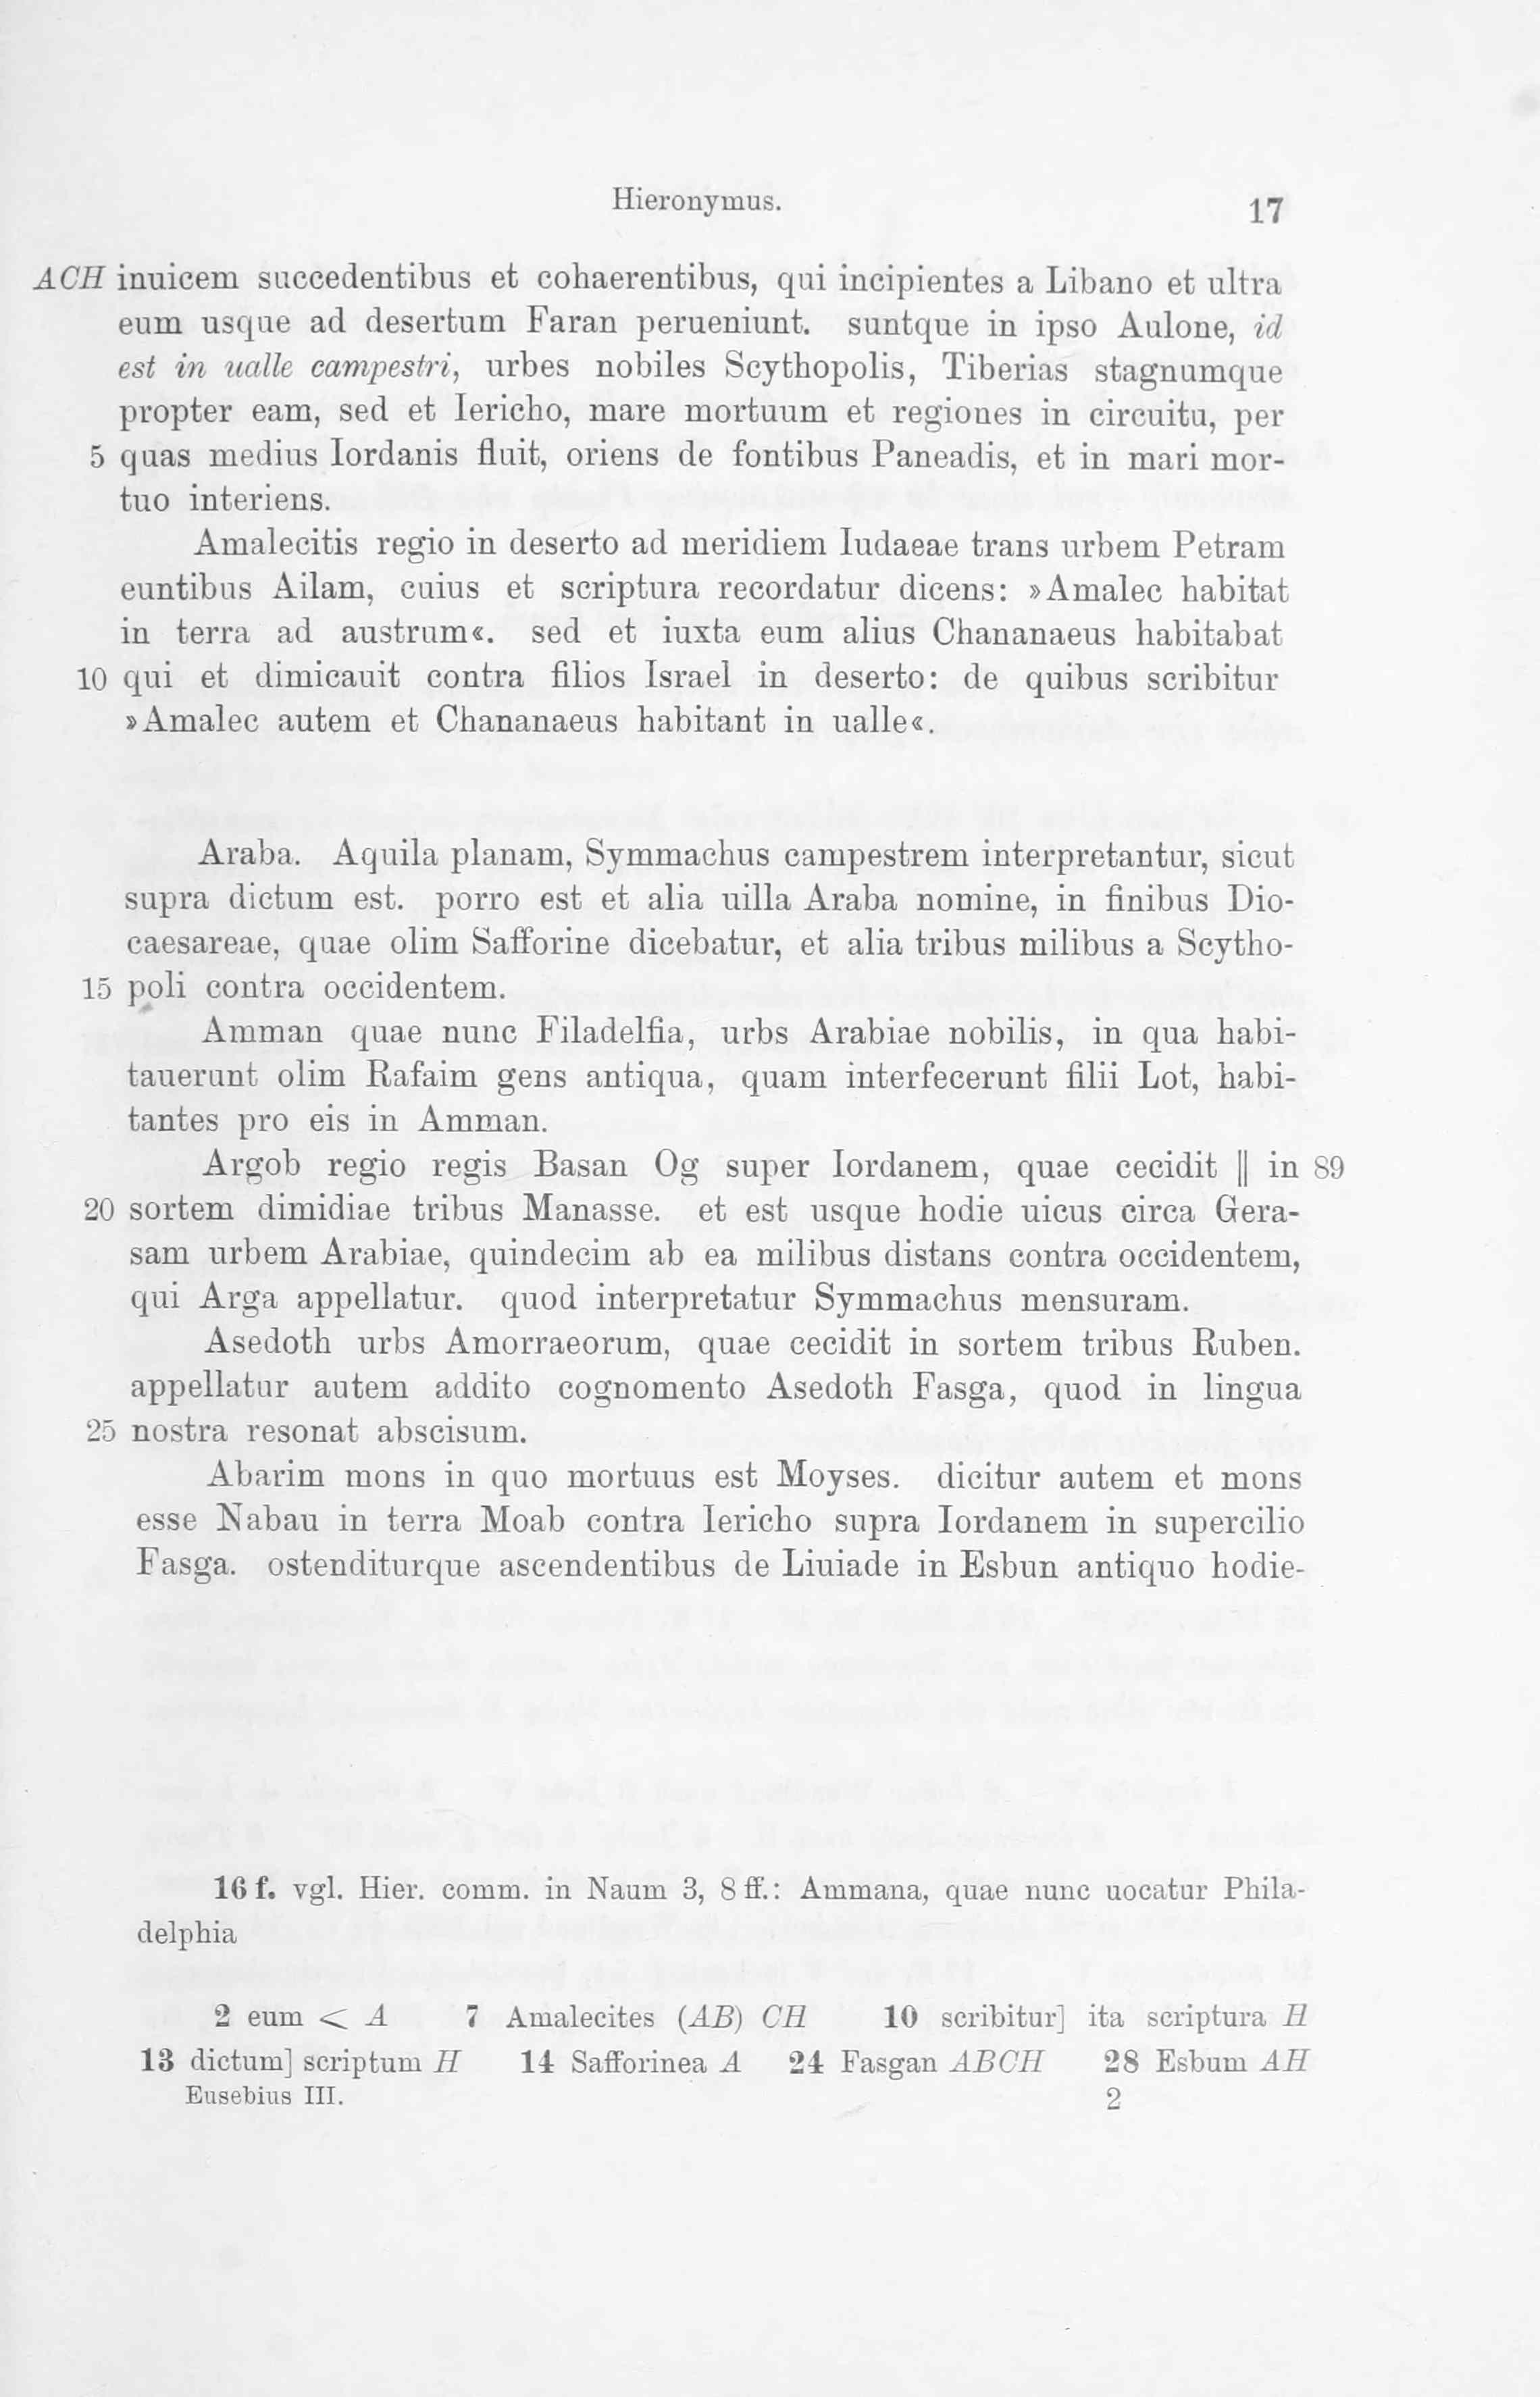 Hieronymus. 17
ACH inuicem succedentibus et cohaerentibus, qui incipientes a Libano et ultra
eum usque ad desertum Faran perueniunt. suntque in ipso Aulone, id
est in ualle campestri, urbes nobiles Scythopolis, Tiberias stagnumque
propter eam, sed et Iericho, mare mortuum et regiones in circuitu, per
5 quas medius Iordanis fluit, oriens de fontibus Paneadis, et in mari mor-
tuo interiens.
Amalecitis regio in deserto ad meridiem Iudaeae trans urbem Petram
euntibus Ailam, cuius et scriptura recordatur dicens: »Amalec habitat
in terra ad austrum«. sed et iuxta eum alius Chananaeus habitabat
10 qui et dimicauit contra filios Israel in deserto: de quibus scribitur
»Amalec autem et Chananaeus habitant in ualle«.
Araba. Aquila planam, Symmachus campestrem interpretantur, sicut
supra dictum est. porro est et alia uilla Araba nomine, in finibus Dio-
caesareae, quae olim Safforine dicebatur, et alia tribus milibus a Scytho-
15 poli contra occidentem.
Amman quae nunc Filadelfia, urbs Arabiae nobilis, in qua habi-
tauerunt olim Rafaim gens antiqua, quam interfecerunt filii Lot, habi-
tantes pro eis in Amman.
Argob regio regis Basan Og super Iordanem, quae cecidit || in 89
20 sortem dimidiae tribus Manasse. et est usque hodie uicus circa Gera-
sam urbem Arabiae, quindecim ab ea milibus distans contra occidentem,
qui Arga appellatur. quod interpretatur Symmachus mensuram.
Asedoth urbs Amorraeorum, quae cecidit in sortem tribus Ruben.
appellatur autem addito cognomento Asedoth Fasga, quod in lingua
25 nostra resonat abscisum.
Abarim mons in quo mortuus est Moyses. dicitur autem et mons
esse Nabau in terra Moab contra Iericho supra Iordanem in supercilio
Fasga. ostenditurque ascendentibus de Liuiade in Esbun antiquo hodie-
16 f. vgl. Hier. comm. in Naum 3, 8 ff.: Ammana, quae nunc uocatur Phila-
delphia
2 eum < A 7 Amalecites (AB) CH 10 scribitur] ita scriptura H
13 dictum] scriptum H 14 Safforinea A 24 Fasgan ABCH 28 Esbum AH
Eusebius III. 2